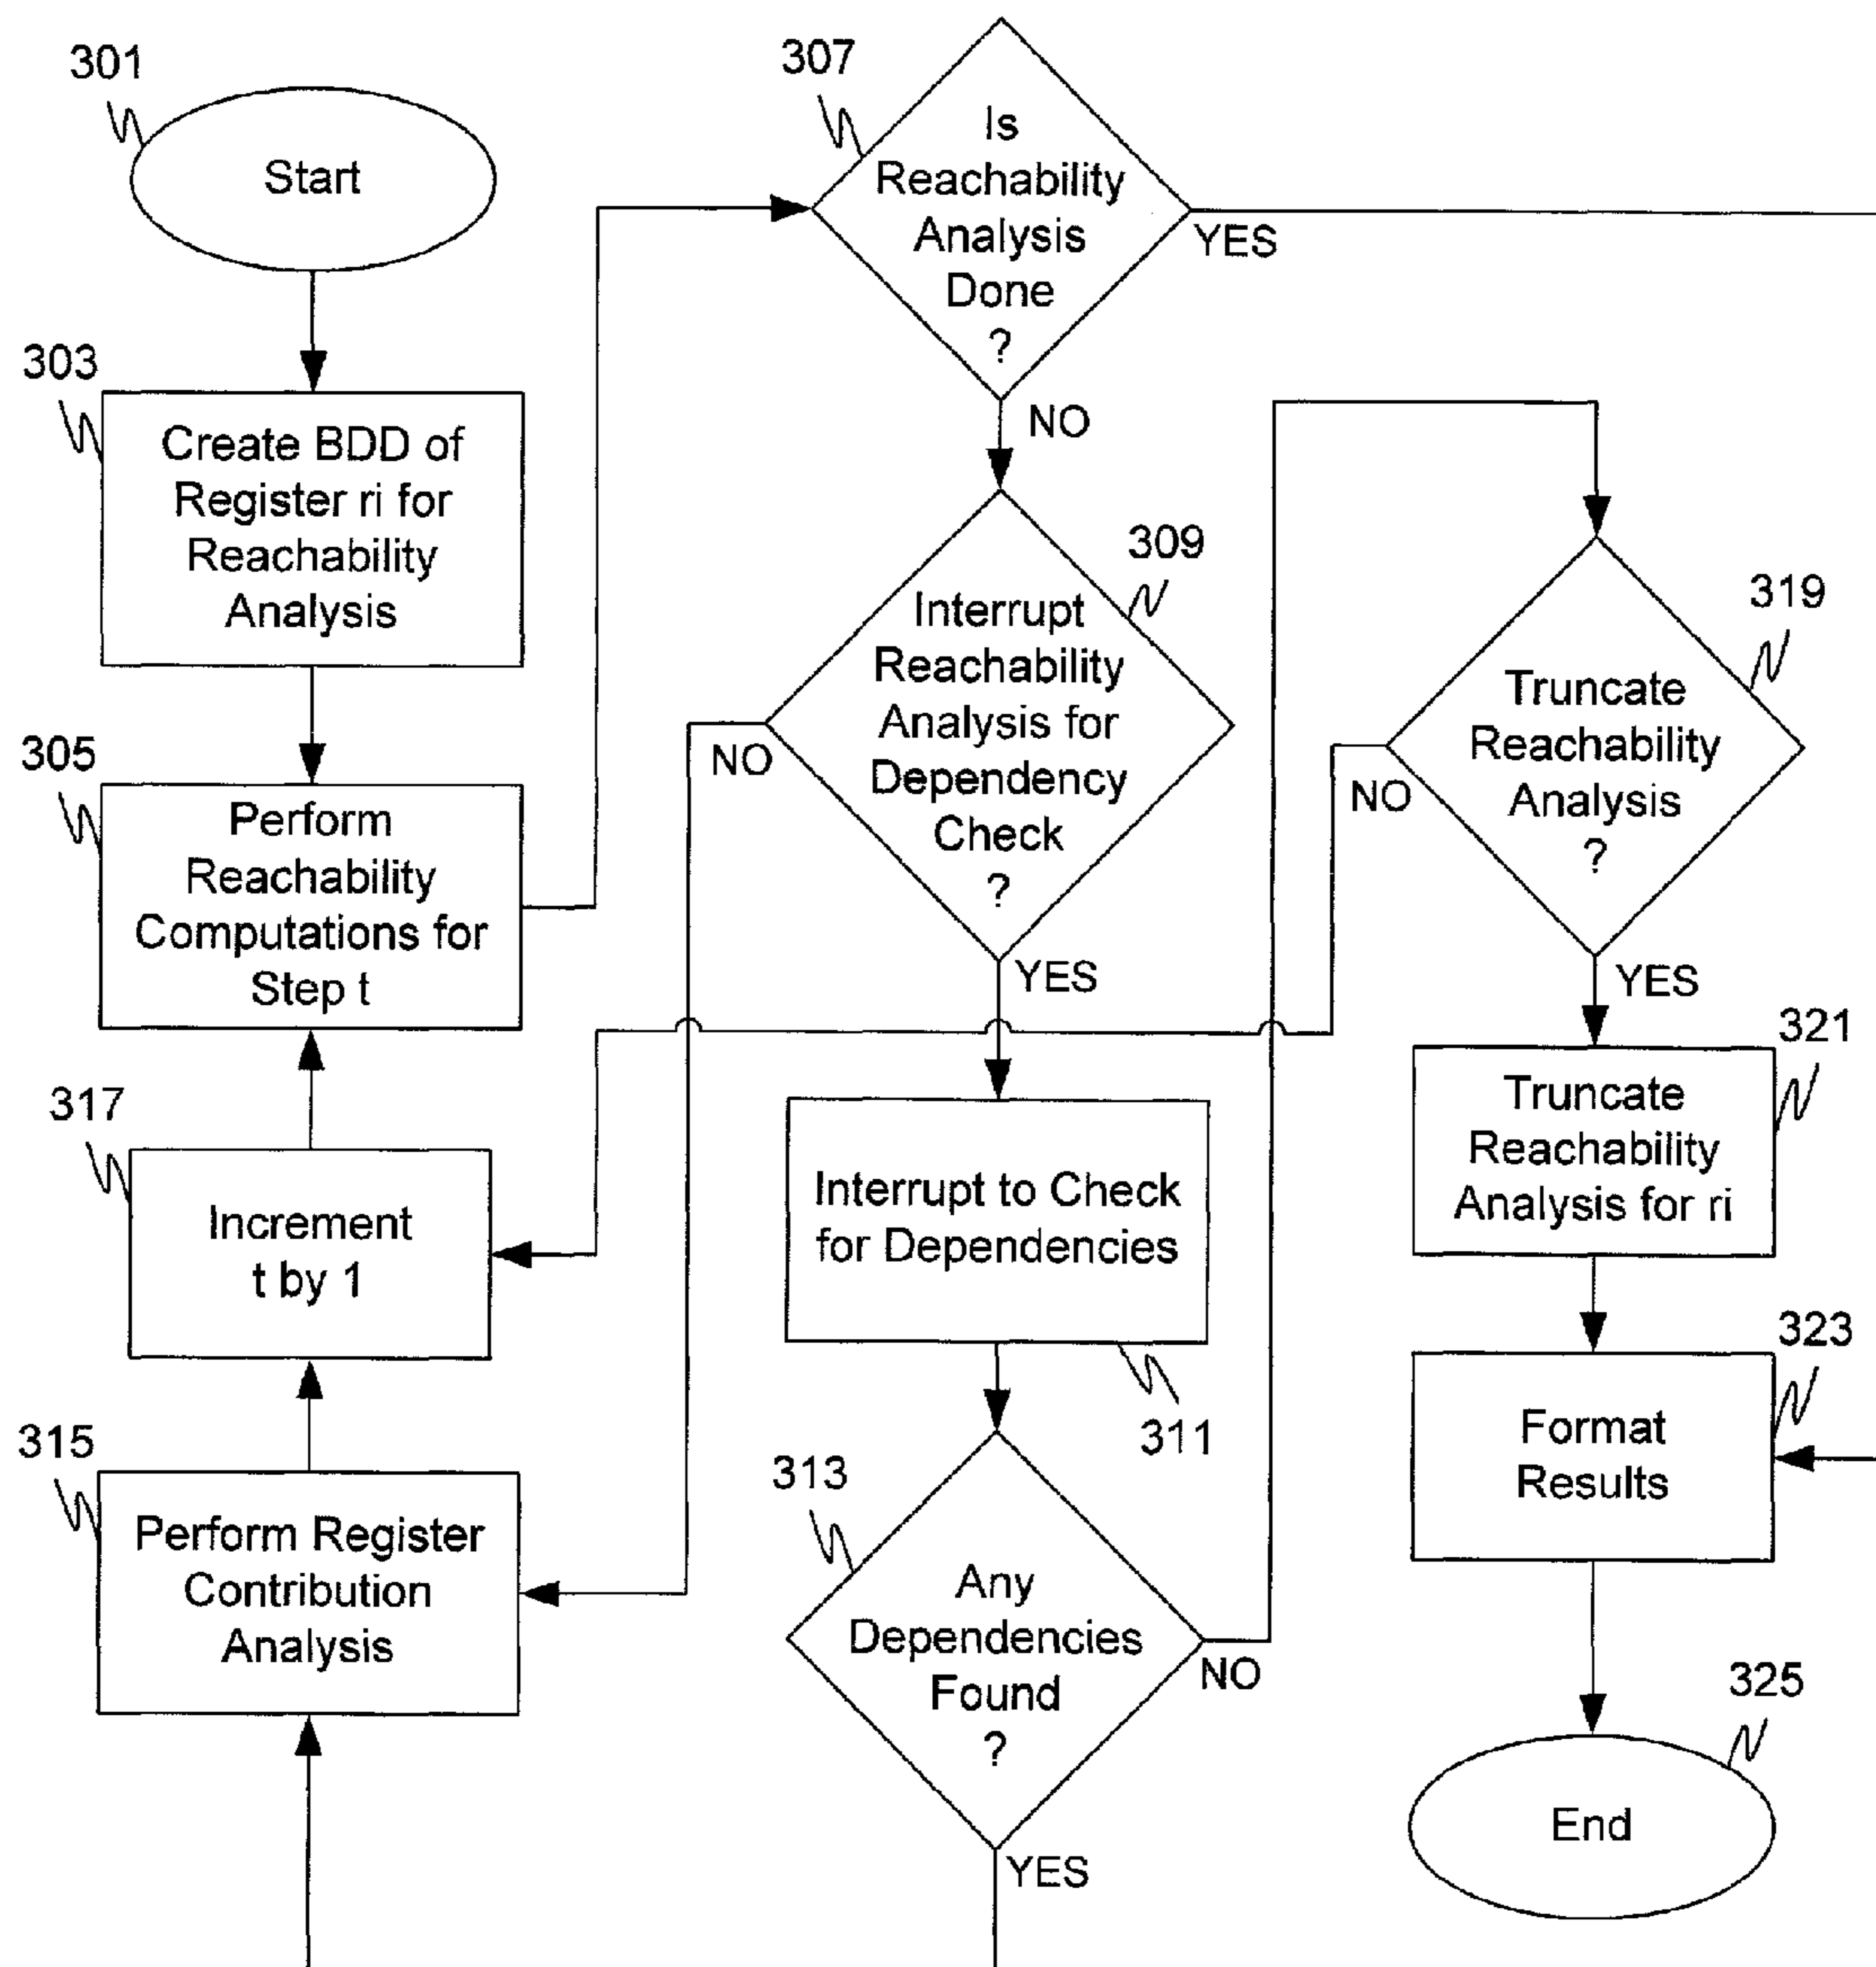 301
Start
303
Create BDD of
Register ri for
Reachability
Analysis
305
Perform
Reachability
Computations for
Step t
317
Increment
t by 1
315
Perform Register
Contribution
Analysis
307
Is
Reachability
Analysis
Done
?
YES
NO
309
Interrupt
Reachability
Analysis for
Dependency
Check
?
NO
YES
Interrupt to Check
for Dependencies
311
313
Any
Dependencies
Found
?
NO
YES
319
Truncate
Reachability
Analysis
?
NO
YES
321
Truncate
Reachability
Analysis for ri
323
Format
Results
325
End